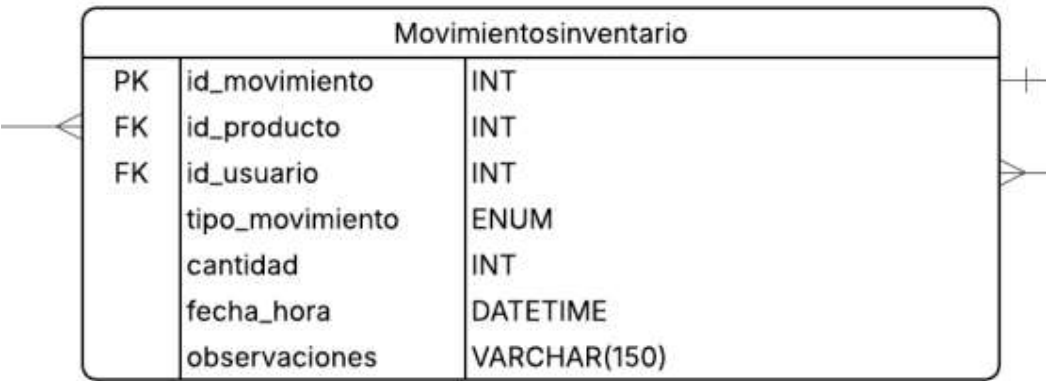 Movimientosinventario
PK id_movimiento INT
FK id_producto INT
FK id_usuario INT
tipo_movimiento ENUM
cantidad INT
fecha_hora DATETIME
observaciones VARCHAR(150)